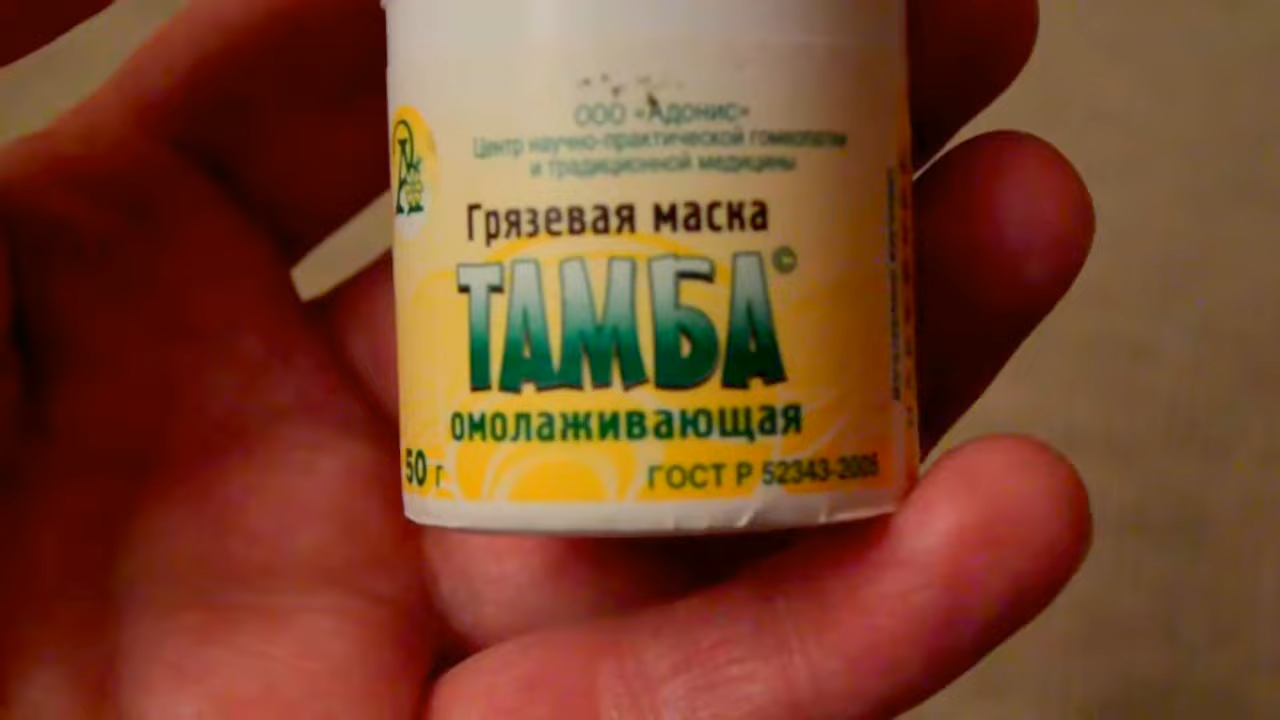 ООО «Адонис»
Центр научно-практической гомеопатии
и традиционной медицины
Грязевая маска
ТАМБА©
омолаживающая
50 г
ГОСТ Р 52343-2005